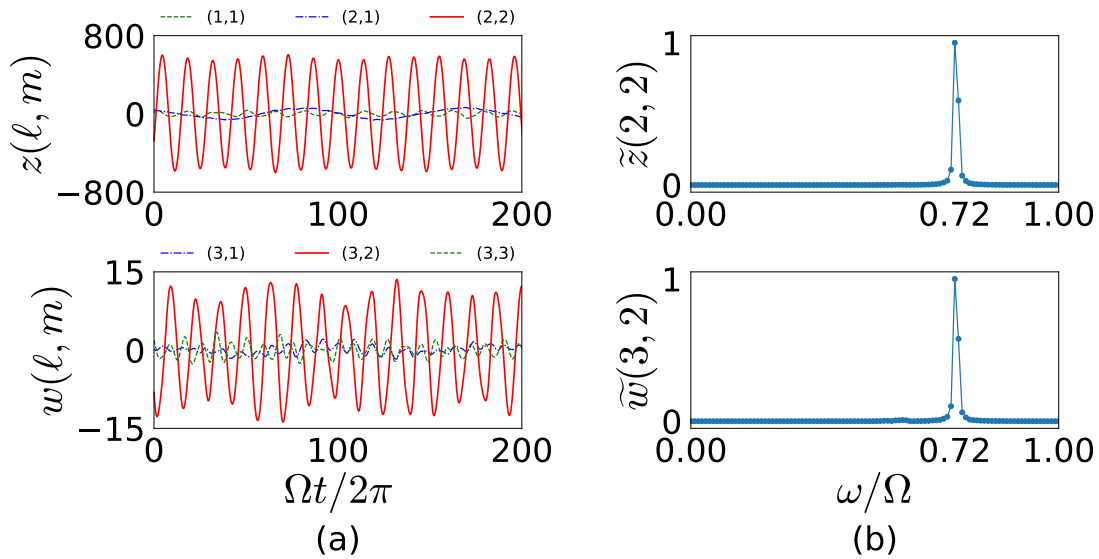 (1,1) (2,1) (2,2)
800
0
−800
z(ℓ, m)
0 100 200
1
0
z̃(2, 2)
0.00 0.72 1.00
(3,1) (3,2) (3,3)
15
0
−15
w(ℓ, m)
0 100 200
Ωt/2π
(a)
1
0
w̃(3, 2)
0.00 0.72 1.00
ω/Ω
(b)